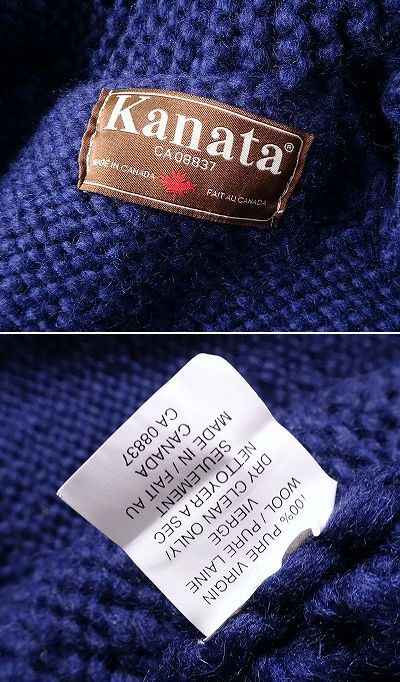 Kanata®
CA 08837
MADE IN CANADA FAIT AU CANADA
100% PURE VIRGIN
WOOL/PURE LAINE
VIERGE
DRY CLEAN ONLY/
NETTOYER A SEC
SEULEMENT
MADE IN / FAIT AU
CANADA
CA 08837